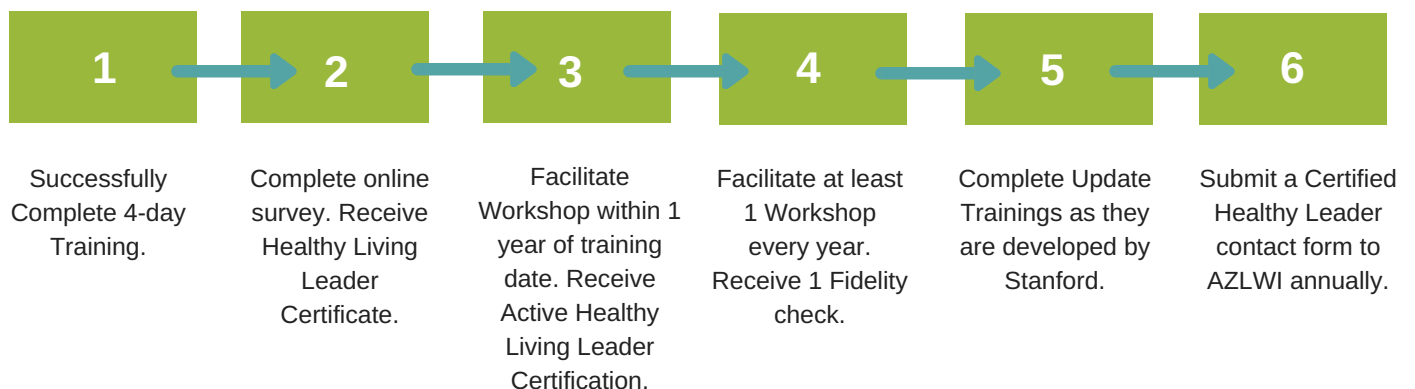 1
2
3
4
5
6
Successfully
Complete 4-day
Training.
Complete online
survey. Receive
Healthy Living
Leader
Certificate.
Facilitate
Workshop within 1
year of training
date. Receive
Active Healthy
Living Leader
Certification.
Facilitate at least
1 Workshop
every year.
Receive 1 Fidelity
check.
Complete Update
Trainings as they
are developed by
Stanford.
Submit a Certified
Healthy Leader
contact form to
AZLWI annually.